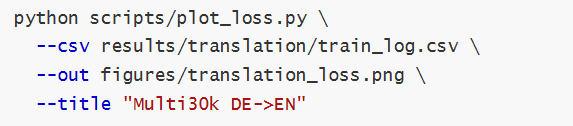 python scripts/plot_loss.py \
  --csv results/translation/train_log.csv \
  --out figures/translation_loss.png \
  --title "Multi30k DE->EN"